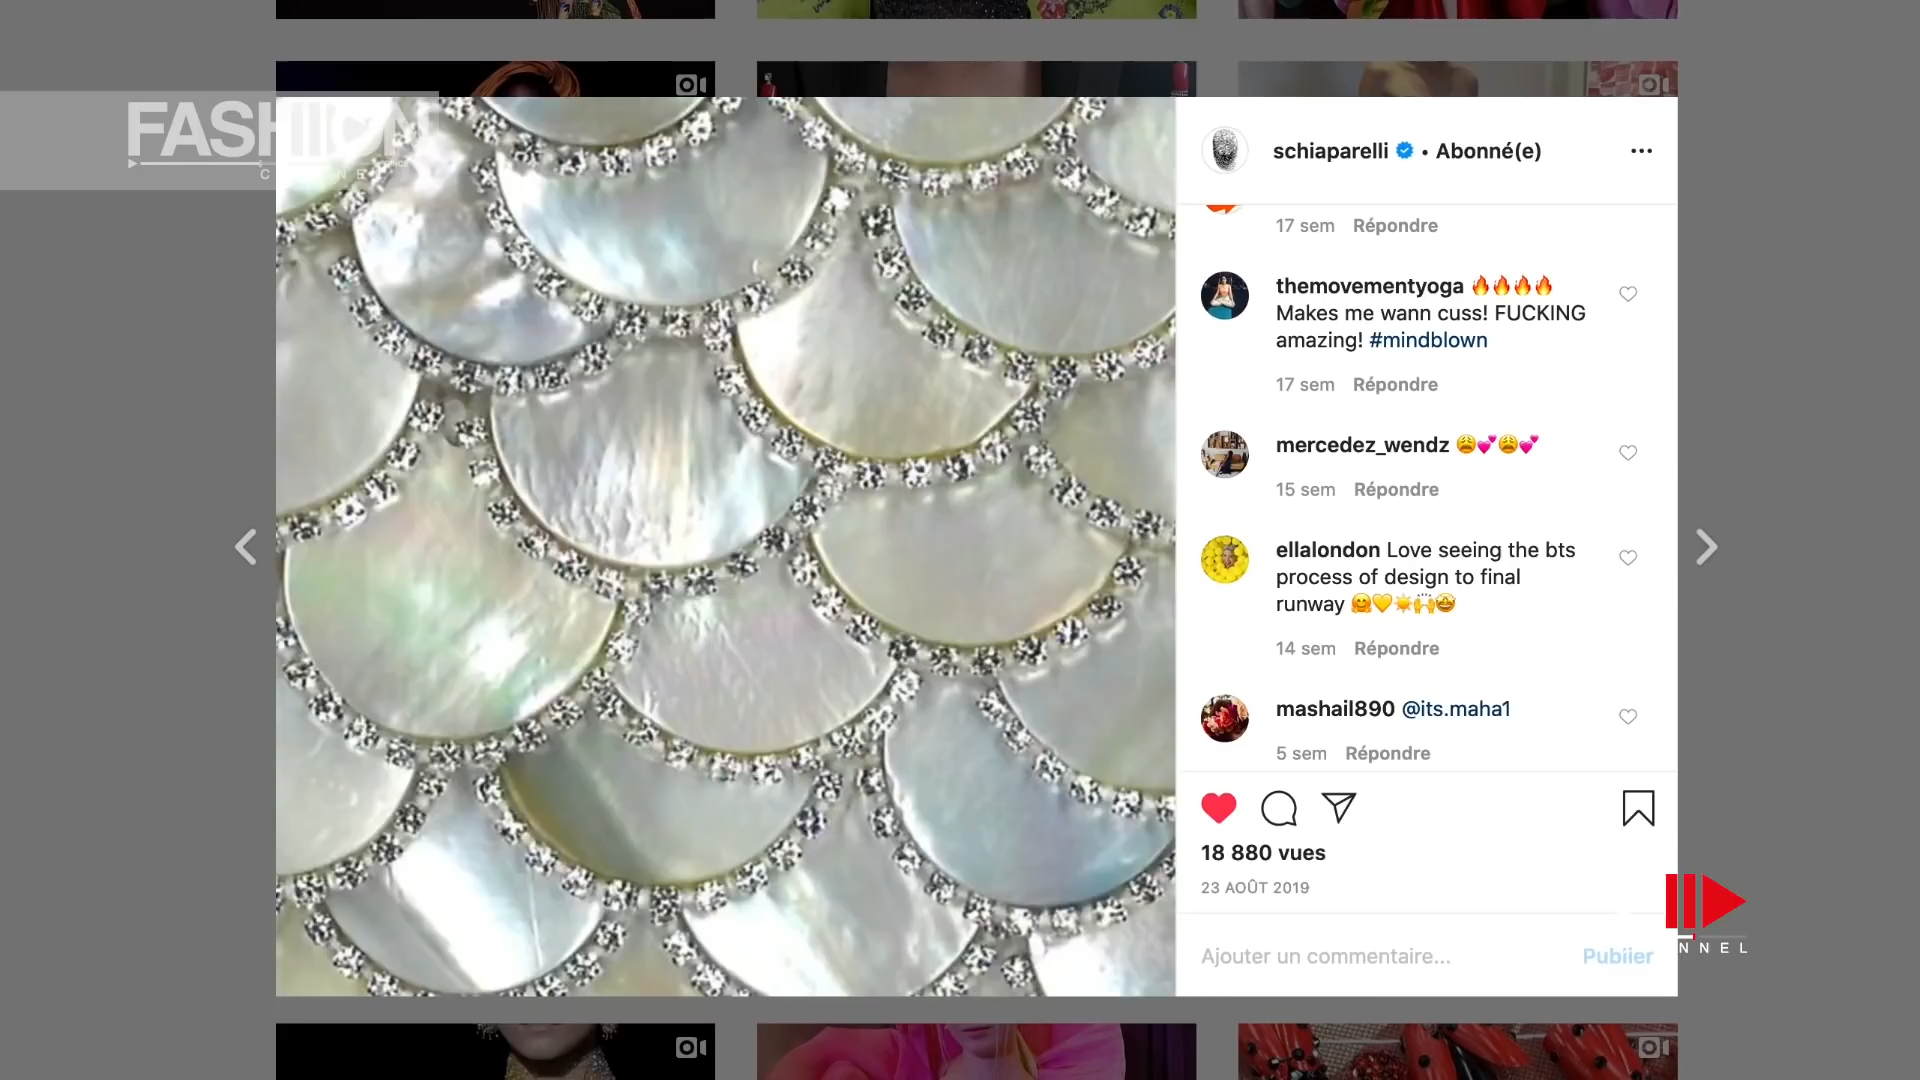 FASHION
schiaparelli • Abonné(e)
17 sem Répondre
themovementyoga
Makes me wann cuss! FUCKING
amazing! #mindblown
17 sem Répondre
mercedez_wendz
15 sem Répondre
ellalondon Love seeing the bts
process of design to final
runway
14 sem Répondre
mashail890 @its.maha1
5 sem Répondre
18 880 vues
23 AOÛT 2019
Ajouter un commentaire...
Publier
NNEL